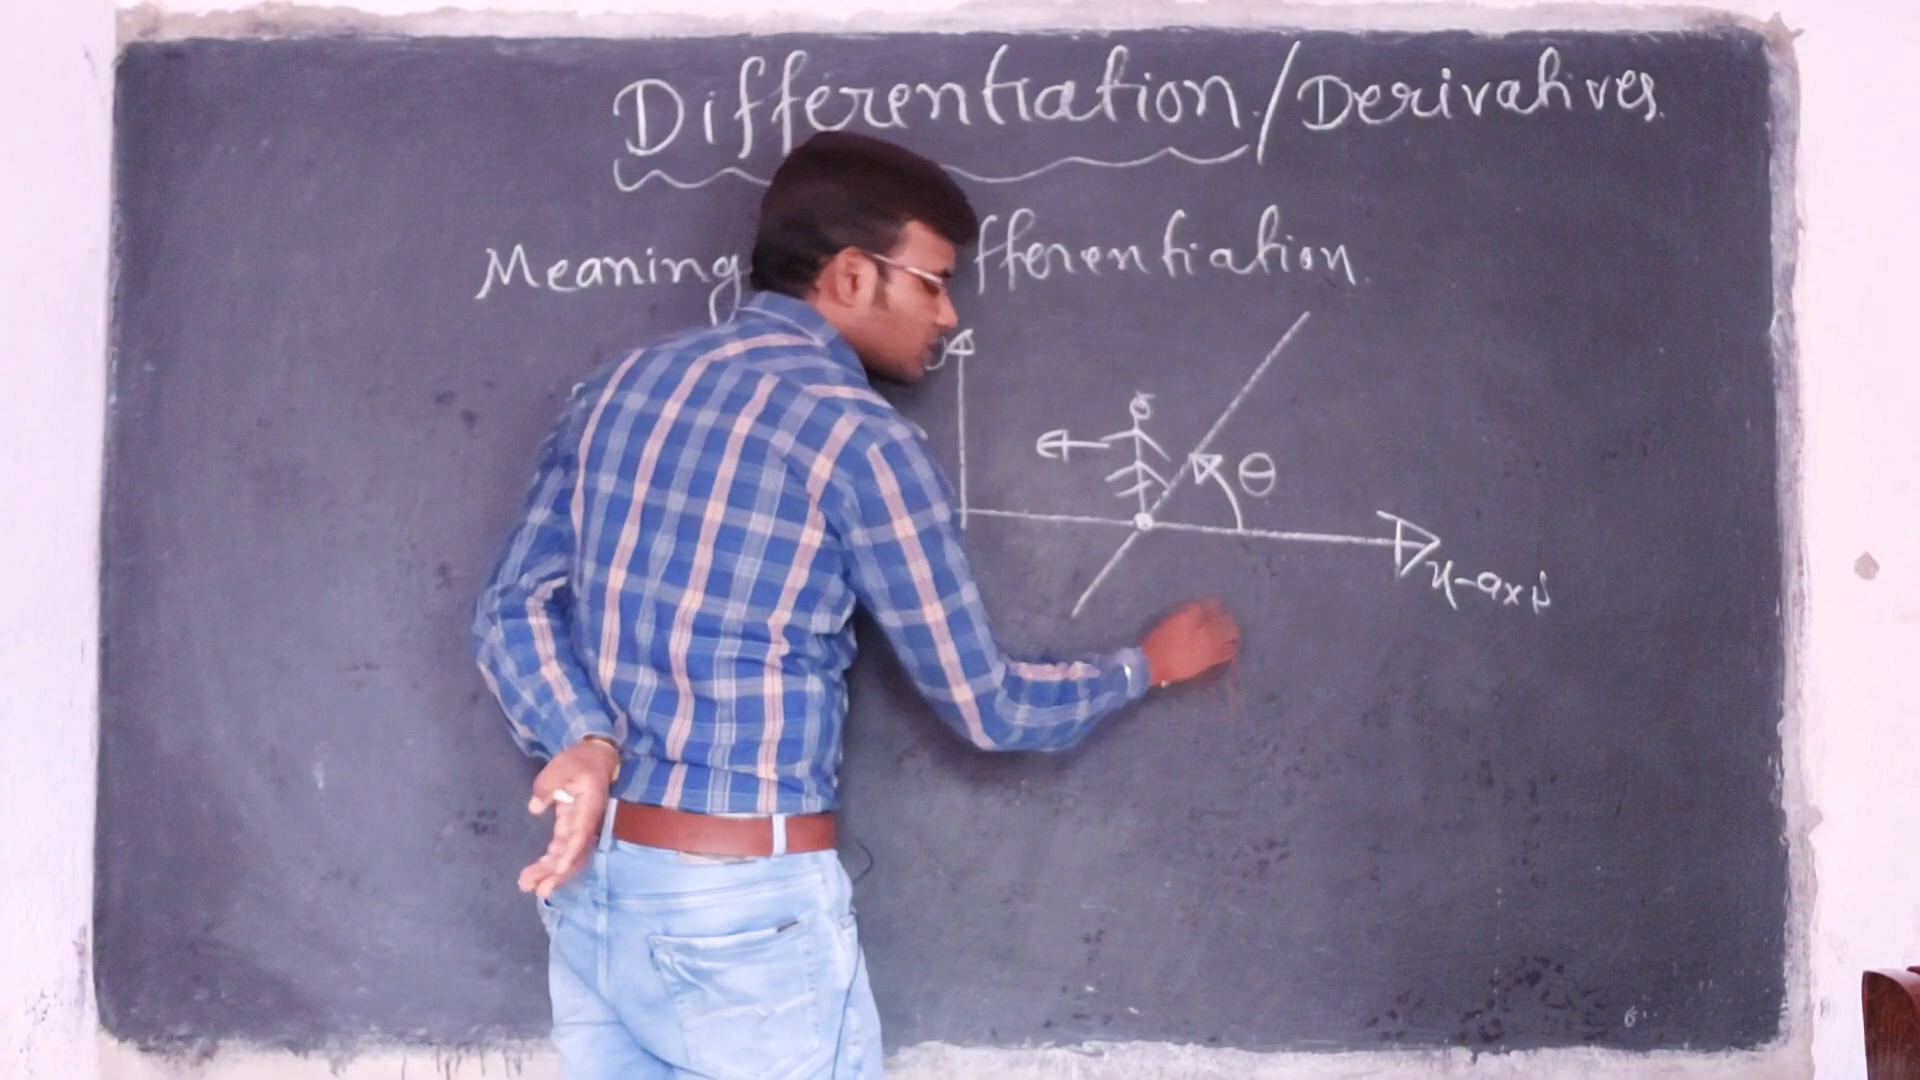 Differentiation/Derivatives
Meaning fferentiation
y
θ
x-axis